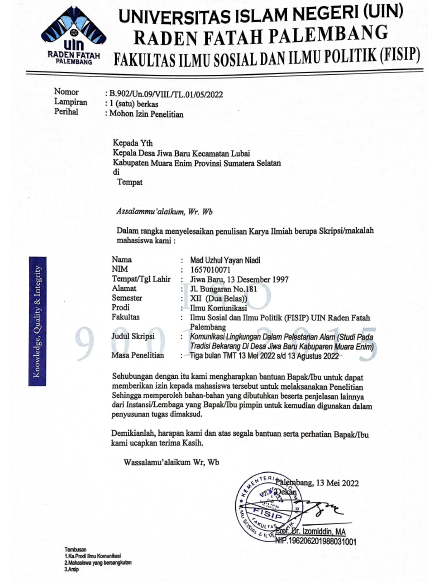 UNIVERSITAS ISLAM NEGERI (UIN)
RADEN FATAH PALEMBANG
FAKULTAS ILMU SOSIAL DAN ILMU POLITIK (FISIP)
uin
RADEN FATAH
PALEMBANG
Nomor : B.902/Un.09/VIII./TL.01/05/2022
Lampiran : 1 (satu) berkas
Perihal : Mohon Izin Penelitian
Kepada Yth
Kepala Desa Jiwa Baru Kecamatan Lubai
Kabupaten Muara Enim Provinsi Sumatera Selatan
di
Tempat
Assalammu'alaikum, Wr. Wb
Dalam rangka menyelesaikan penulisan Karya Ilmiah berupa Skripsi/makalah
mahasiswa kami :
Nama : Mad Uzhul Yayan Niadi
NIM : 1657010071
Tempat/Tgl Lahir : Jiwa Baru, 13 Desember 1997
Alamat : Jl. Bungaran No.181
Semester : XII (Dua Belas))
Prodi : Ilmu Komunikasi
Fakultas : Ilmu Sosial dan Ilmu Politik (FISIP) UIN Raden Fatah
Palembang
Judul Skripsi : Komunikasi Lingkungan Dalam Pelestarian Alam (Studi Pada
Tradisi Bekarang Di Desa Jiwa Baru Kabuparen Muara Enim)
Masa Penelitian : Tiga bulan TMT 13 Mei 2022 s/d 13 Agustus 2022
ISO
9001:2015
Knowledge, Quality & Integrity
Sehubungan dengan itu kami mengharapkan bantuan Bapak/Ibu untuk dapat
memberikan izin kepada mahasiswa tersebut untuk melaksanakan Penelitian
Sehingga memperoleh bahan-bahan yang dibutuhkan beserta penjelasan lainnya
dari Instansi/Lembaga yang Bapak/Ibu pimpin untuk kemudian digunakan dalam
penyusunan tugas dimaksud.
Demikianlah, harapan kami dan atas segala bantuan serta perhatian Bapak/Ibu
kami ucapkan terima Kasih.
Wassalamu'alaikum Wr, Wb
Palembang, 13 Mei 2022
Dekan
KEMENTERIAN
FISIP
FAKULTAS
Prof. Dr. Izomiddin, MA
NIP.196206201988031001
Tembusan
1.Ka.Prodi Ilmu Komunikasi
2.Mahasiswa yang bersangkutan
3.Arsip